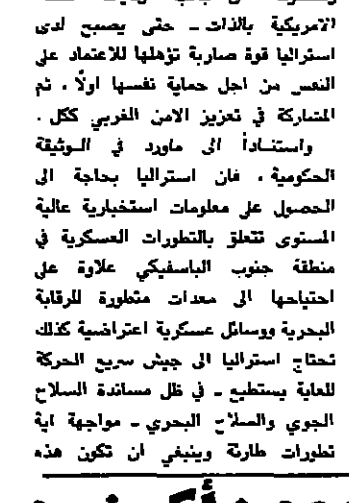 الامريكية بالذات ـ حتى يصبح لدى
استراليا قوة ضاربة تؤهلها للاعتماد على
النفس من اجل حماية نفسها اولًا ، ثم
المشاركة في تعزيز الامن الغربي ككل .
واستنــاداً الى ماورد في الـوثيقة
الحكومية ، فان استراليا بحاجة الى
الحصول على معلومات استخبارية عالية
المستوى تتعلق بالتطورات العسكرية في
منطقة جنوب الباسفيكي علاوة على
احتياجها الى معدات متطورة للرقابة
البحرية ووسائل عسكرية اعتراضية كذلك
تحتاج استراليا الى جيش سريع الحركة
للغاية يستطيع ـ في ظل مساندة السلاح
الجوي والسلاح البحري ـ مواجهة اية
تطورات طارئة وينبغي ان تكون هذه